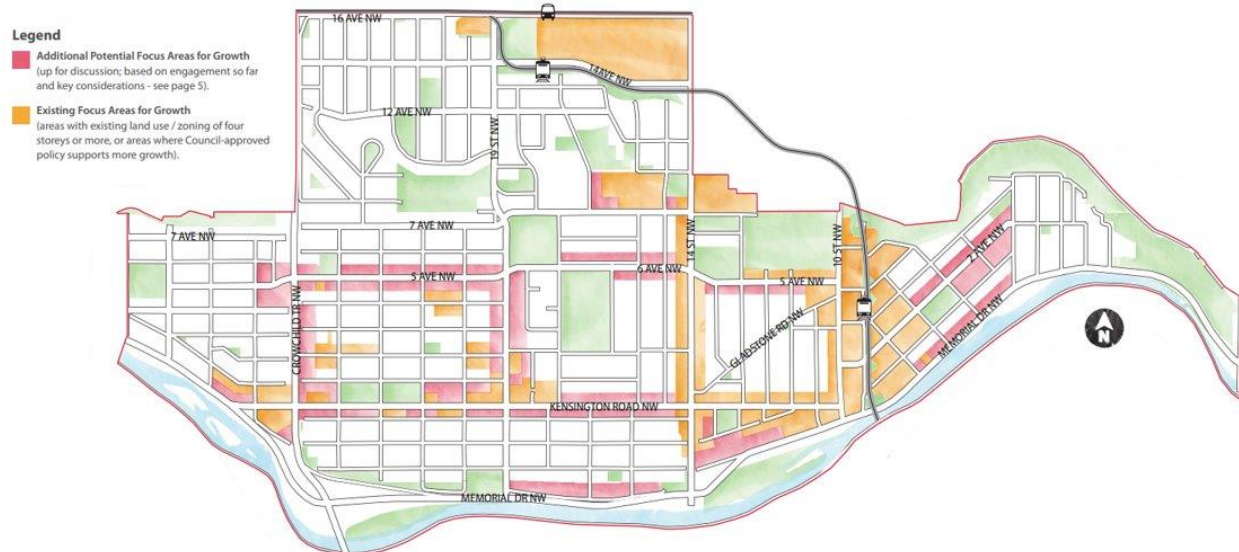 Legend
Additional Potential Focus Areas for Growth
(up for discussion; based on engagement so far
and key considerations - see page 5).
Existing Focus Areas for Growth
(areas with existing land use / zoning of four
storeys or more, or areas where Council-approved
policy supports more growth).
16 AVE NW
14AVE NW
12 AVE NW
19 ST NW
7 AVE NW
7 AVE NW
14 ST NW
10 ST NW
2 AVE NW
5 AVE NW
6 AVE NW
5 AVE NW
CROWCHILD TR NW
GLADSTONE RD NW
MEMORIAL DR NW
N
KENSINGTON ROAD NW
MEMORIAL DR NW